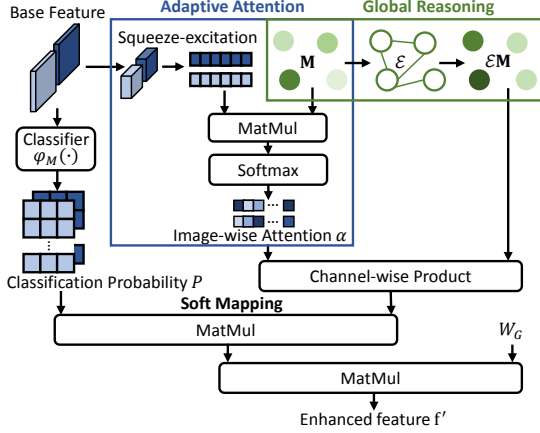 Adaptive Attention
Global Reasoning
Base Feature
Squeeze-excitation
M
ℰ
ℰM
MatMul
Classifier
φ_M(·)
Softmax
Image-wise Attention α
Classification Probability P
Channel-wise Product
Soft Mapping
MatMul
W_G
MatMul
Enhanced feature f′